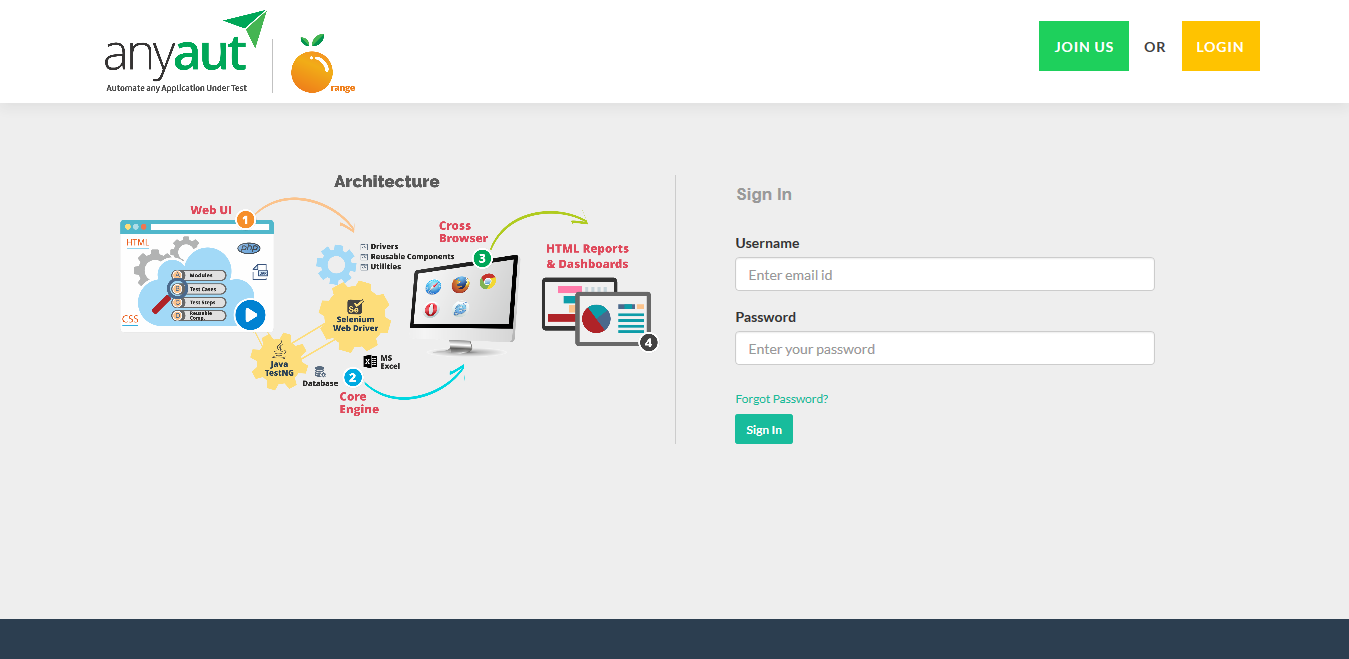 anyaut
Automate any Application Under Test
range
JOIN US
OR
LOGIN
Architecture
Web UI
1
HTML
php
A Modules
B Test Cases
Test Steps
D Reusable
Comp.
CSS
Drivers
Reusable Components
Utilities
Se
Selenium
Web Driver
Java
TestNG
Database
MS
Excel
2
Core
Engine
Cross
Browser
3
HTML Reports
& Dashboards
4
Sign In
Username
Enter email id
Password
Enter your password
Forgot Password?
Sign In